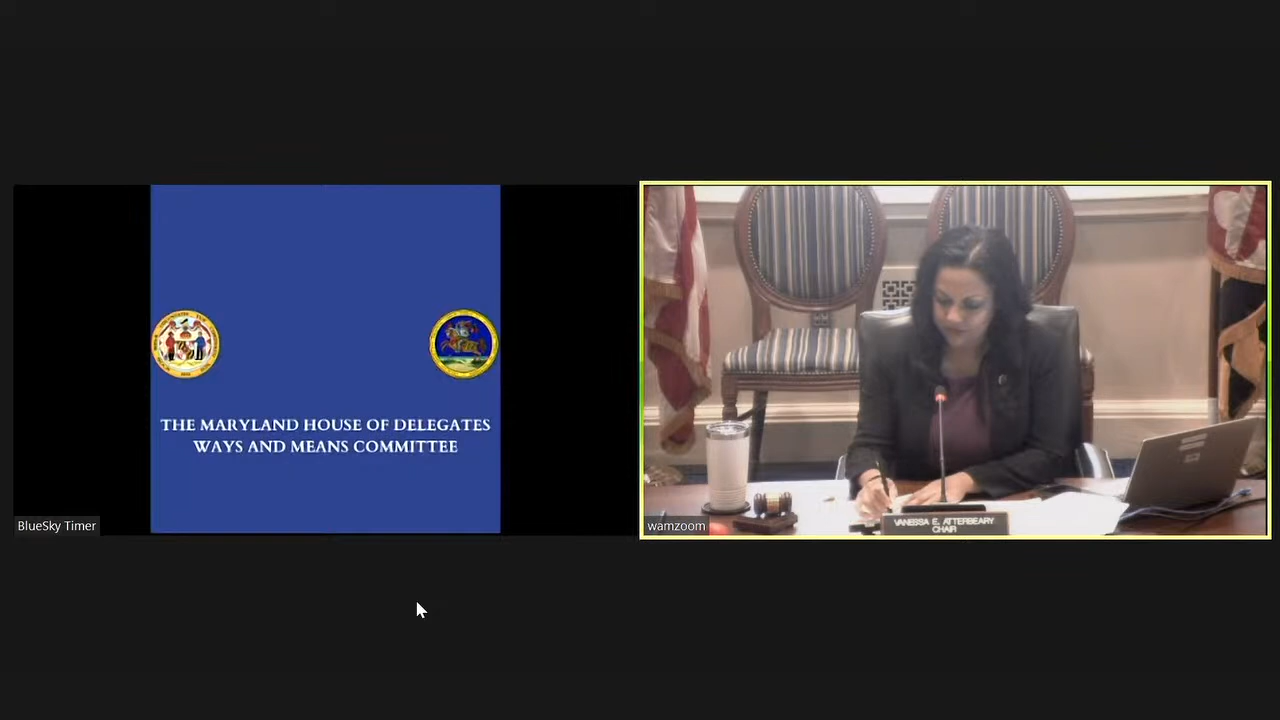 THE MARYLAND HOUSE OF DELEGATES
WAYS AND MEANS COMMITTEE
BlueSky Timer
wamzoom
VANESSA E. ATTERBEARY
CHAIR